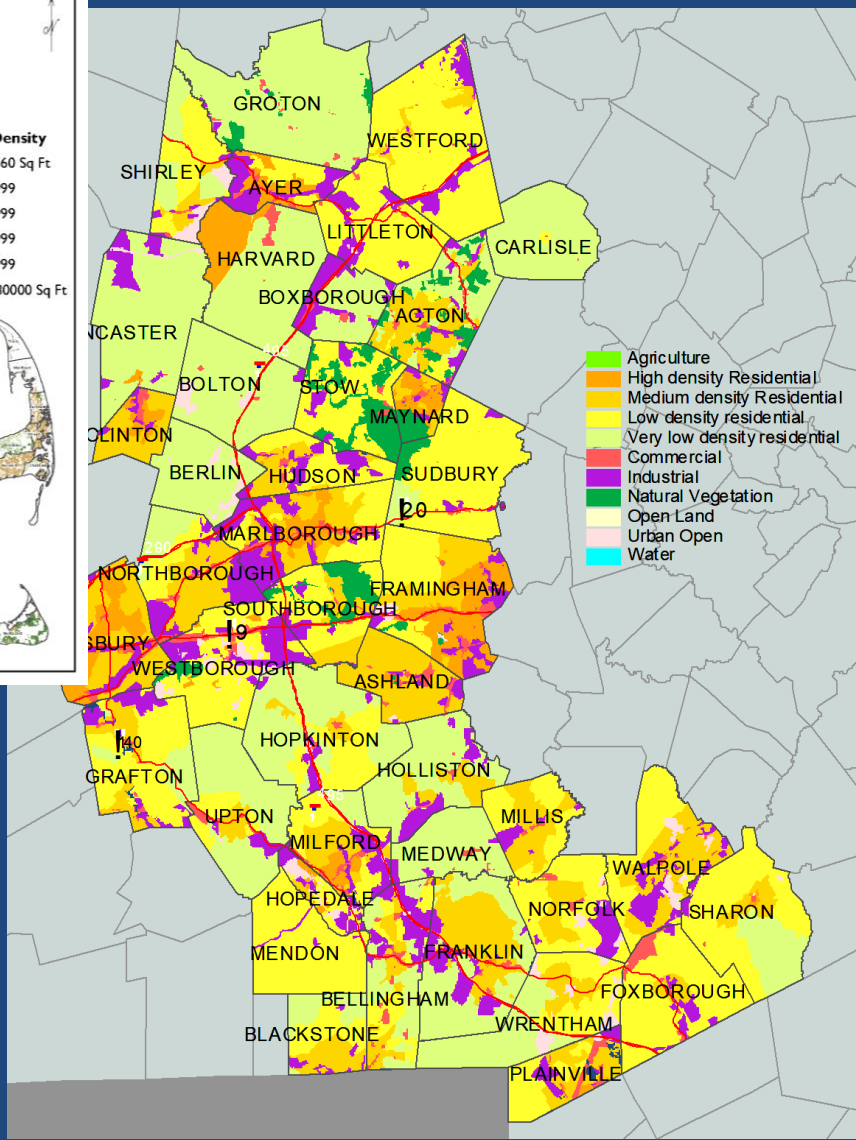 N
Density
60 Sq Ft
99
99
99
99
80000 Sq Ft
GROTON
WESTFORD
SHIRLEY
AYER
LITTLETON
CARLISLE
HARVARD
BOXBOROUGH
ACTON
NCASTER
495
BOLTON
STOW
MAYNARD
CLINTON
BERLIN
HUDSON
SUDBURY
20
MARLBOROUGH
290
NORTHBOROUGH
FRAMINGHAM
SOUTHBOROUGH
9
SBURY
WESTBOROUGH
ASHLAND
140
HOPKINTON
GRAFTON
HOLLISTON
UPTON
MILLIS
MILFORD
MEDWAY
WALPOLE
HOPEDALE
NORFOLK
SHARON
MENDON
FRANKLIN
FOXBOROUGH
BELLINGHAM
WRENTHAM
BLACKSTONE
PLAINVILLE
Agriculture
High density Residential
Medium density Residential
Low density residential
Very low density residential
Commercial
Industrial
Natural Vegetation
Open Land
Urban Open
Water